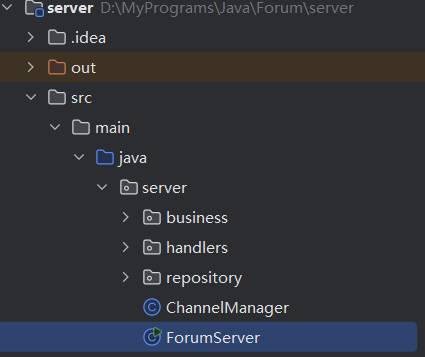 server D:\MyPrograms\Java\Forum\server
.idea
out
src
main
java
server
business
handlers
repository
ChannelManager
ForumServer